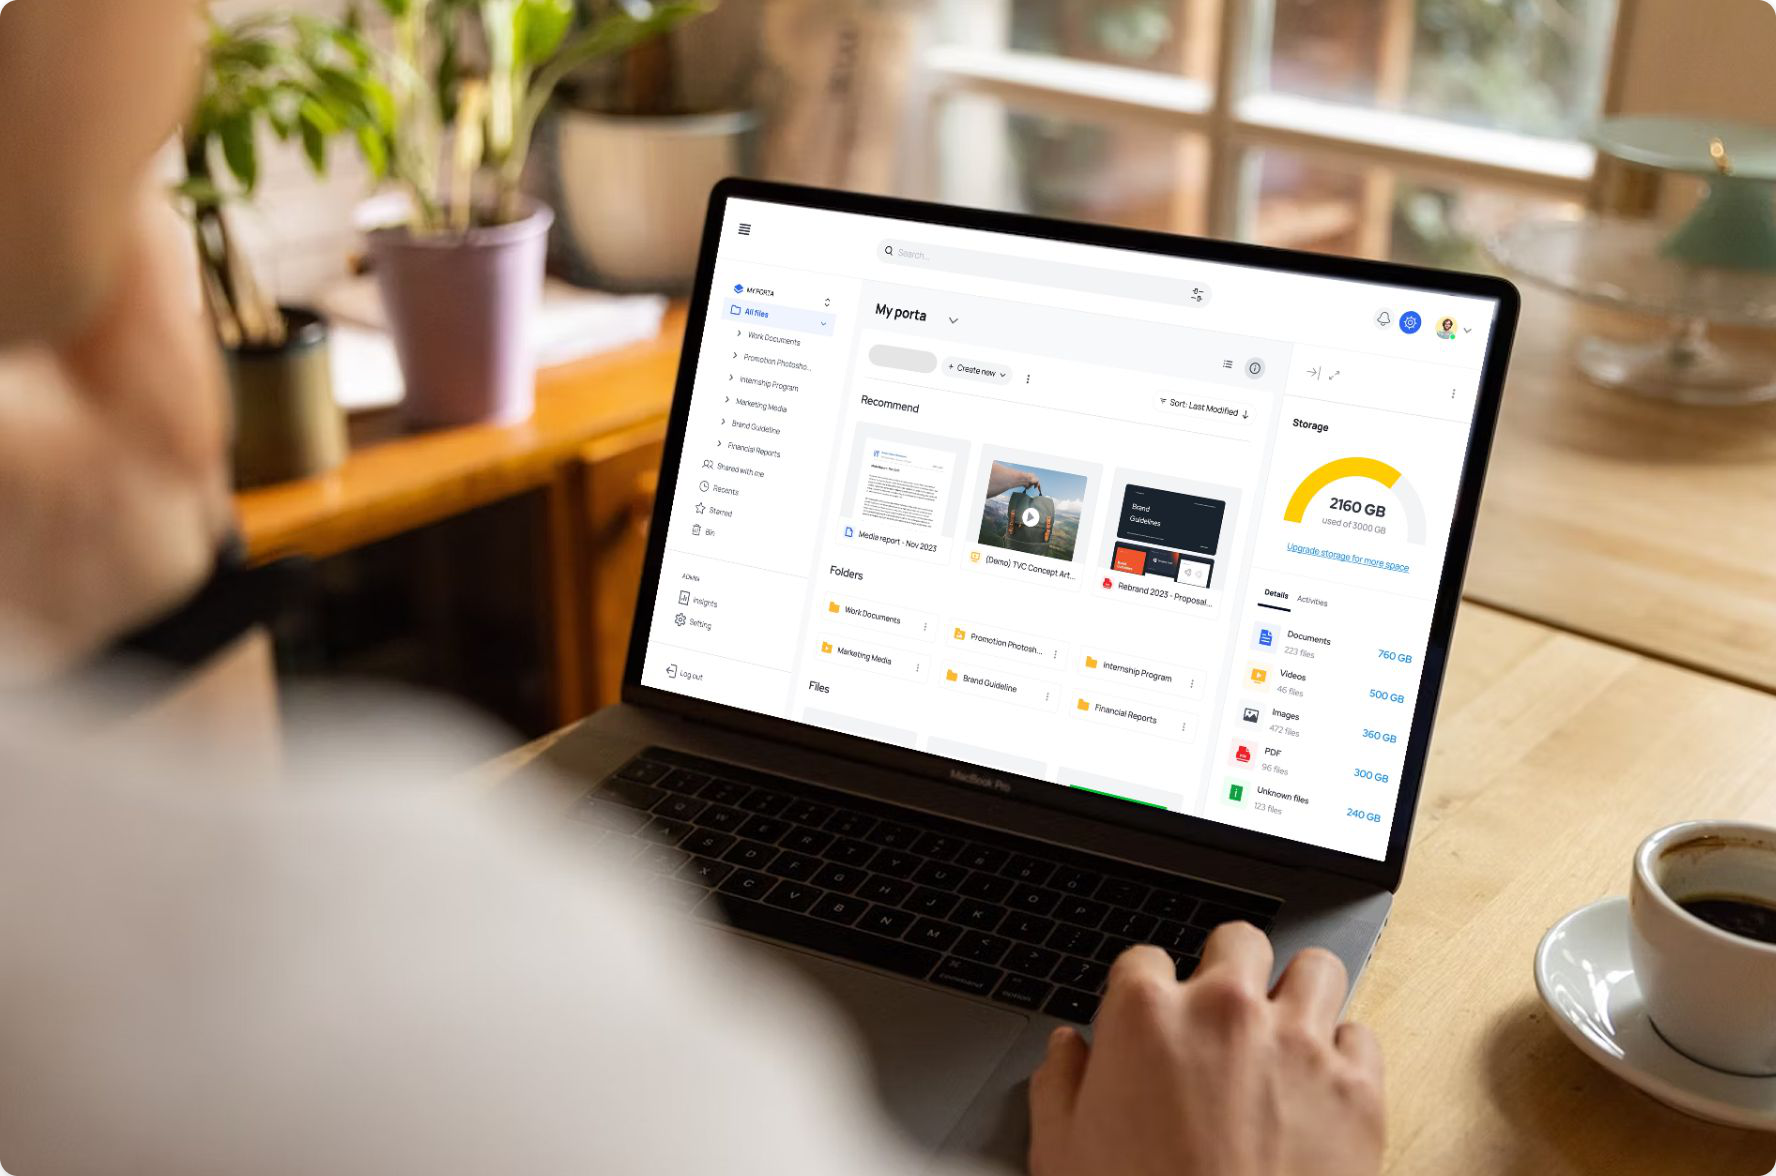 Search...
MY PORTA
All files
Work Documents
Promotion Photosho...
Internship Program
Marketing Media
Brand Guideline
Financial Reports
Shared with me
Recents
Starred
Bin
ADMIN
Insights
Setting
Log out
My porta
+ Create new
Sort: Last Modified
Recommend
Media report - Nov 2023
(Demo) TVC Concept Art...
Brand
Guidelines
Rebrand 2023 - Proposal...
Folders
Work Documents
Promotion Photosh...
Internship Program
Marketing Media
Brand Guideline
Financial Reports
Files
Storage
2160 GB
used of 3000 GB
Upgrade storage for more space
Details
Activities
Documents
223 files
760 GB
Videos
46 files
500 GB
Images
472 files
360 GB
PDF
96 files
300 GB
Unknown files
123 files
240 GB
MacBook Pro
Q W E R T Y U I O P
A S D F G H J K L
X C V B N M
command
option